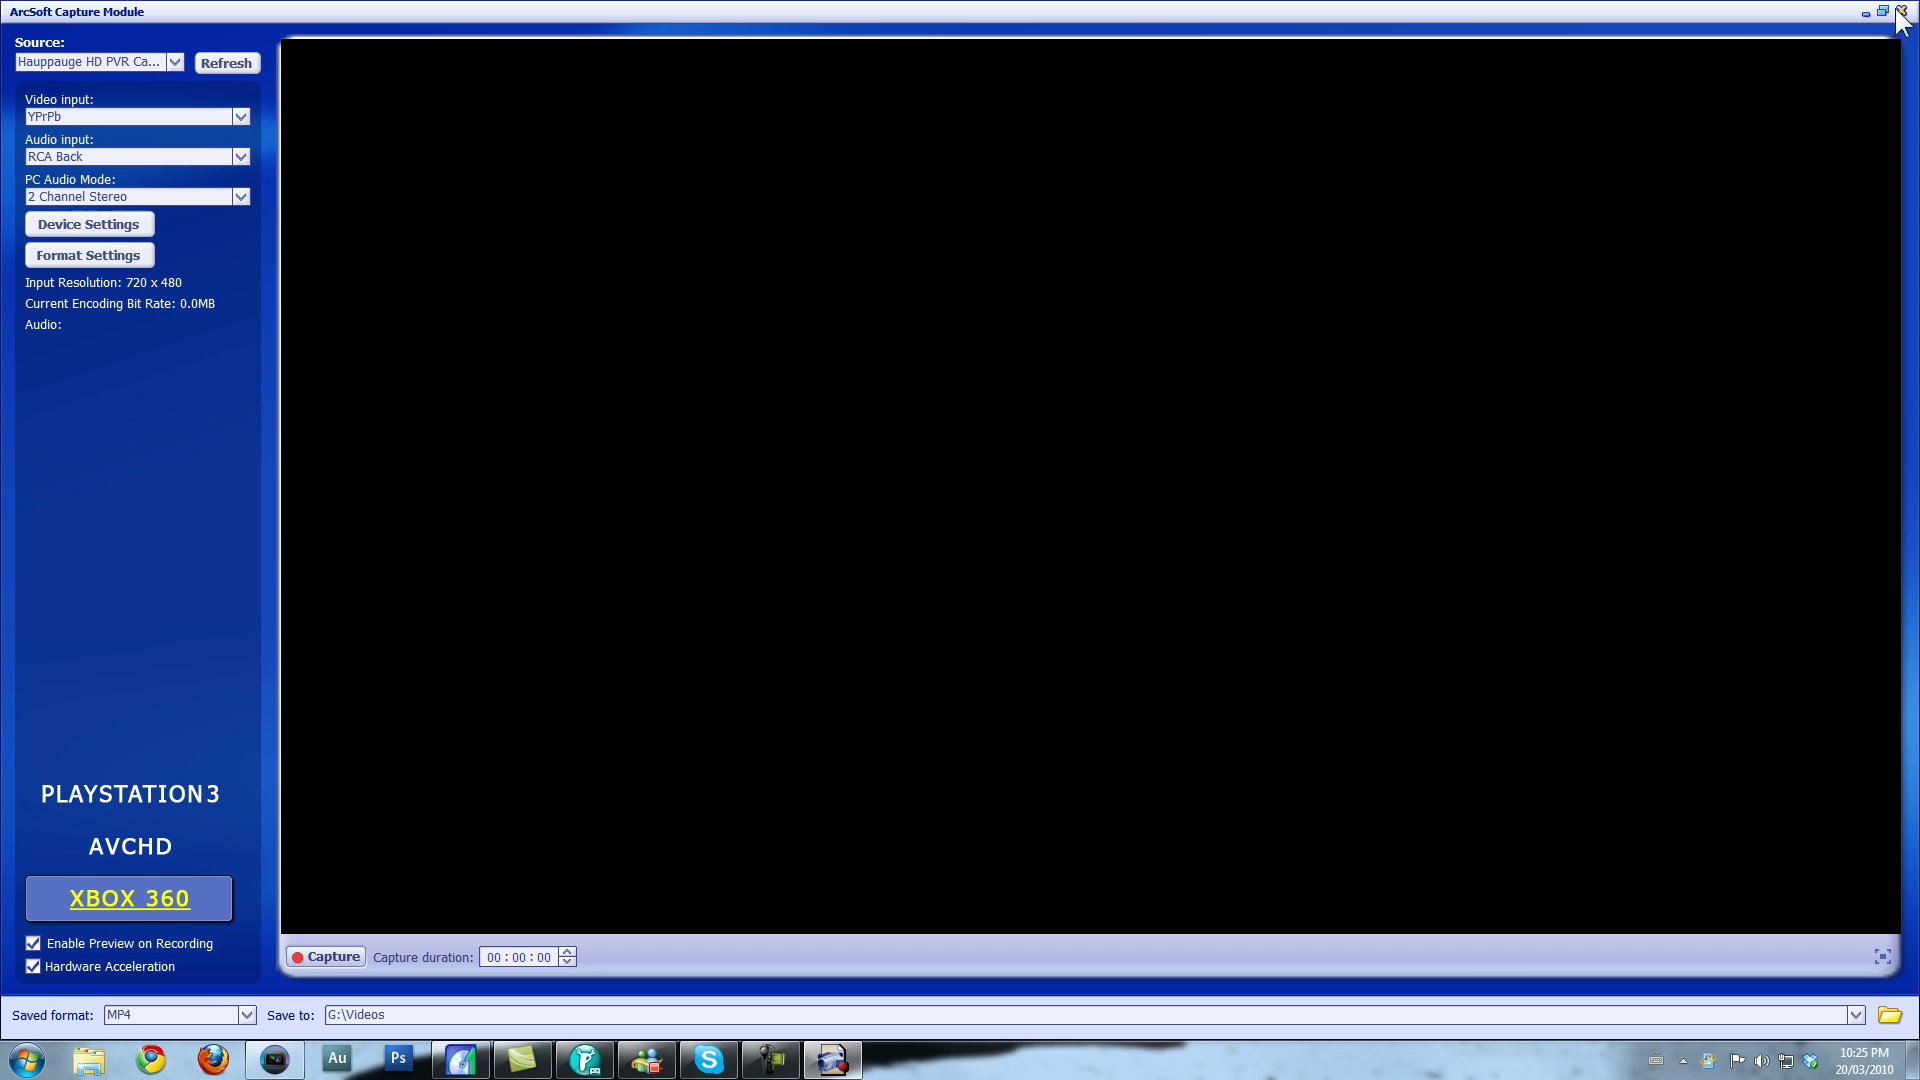 ArcSoft Capture Module
Source:
Hauppauge HD PVR Ca...
Refresh
Video input:
YPrPb
Audio input:
RCA Back
PC Audio Mode:
2 Channel Stereo
Device Settings
Format Settings
Input Resolution: 720 x 480
Current Encoding Bit Rate: 0.0MB
Audio:
PLAYSTATION3
AVCHD
XBOX 360
Enable Preview on Recording
Hardware Acceleration
Capture
Capture duration:
00 : 00 : 00
Saved format:
MP4
Save to:
G:\Videos
Au
Ps
10:25 PM
20/03/2010